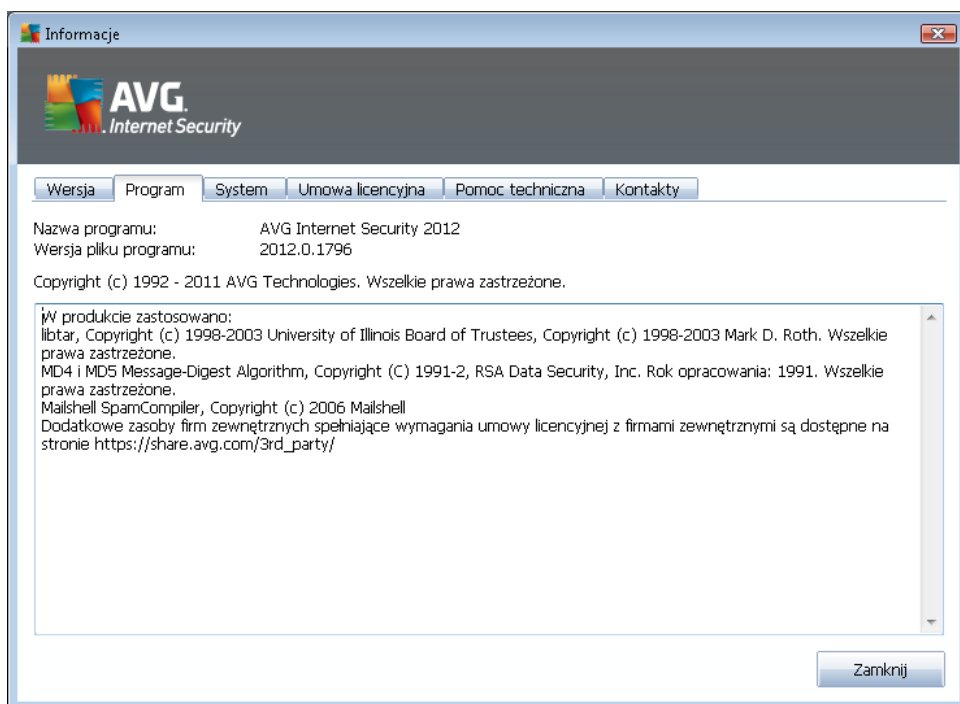 Informacje
AVG.
Internet Security
Wersja
Program
System
Umowa licencyjna
Pomoc techniczna
Kontakty
Nazwa programu: AVG Internet Security 2012
Wersja pliku programu: 2012.0.1796
Copyright (c) 1992 - 2011 AVG Technologies. Wszelkie prawa zastrzeżone.
W produkcie zastosowano:
libtar, Copyright (c) 1998-2003 University of Illinois Board of Trustees, Copyright (c) 1998-2003 Mark D. Roth. Wszelkie
prawa zastrzeżone.
MD4 i MD5 Message-Digest Algorithm, Copyright (C) 1991-2, RSA Data Security, Inc. Rok opracowania: 1991. Wszelkie
prawa zastrzeżone.
Mailshell SpamCompiler, Copyright (c) 2006 Mailshell
Dodatkowe zasoby firm zewnętrznych spełniające wymagania umowy licencyjnej z firmami zewnętrznymi są dostępne na
stronie https://share.avg.com/3rd_party/
Zamknij